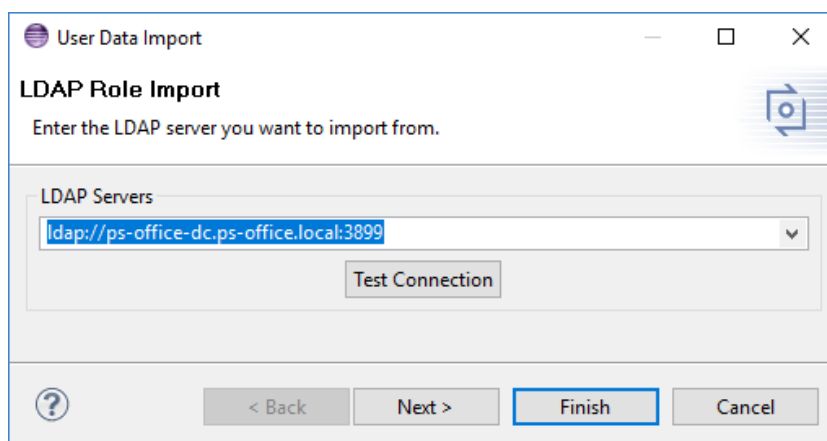 User Data Import
LDAP Role Import
Enter the LDAP server you want to import from.
LDAP Servers
ldap://ps-office-dc.ps-office.local:3899
Test Connection
? < Back Next > Finish Cancel